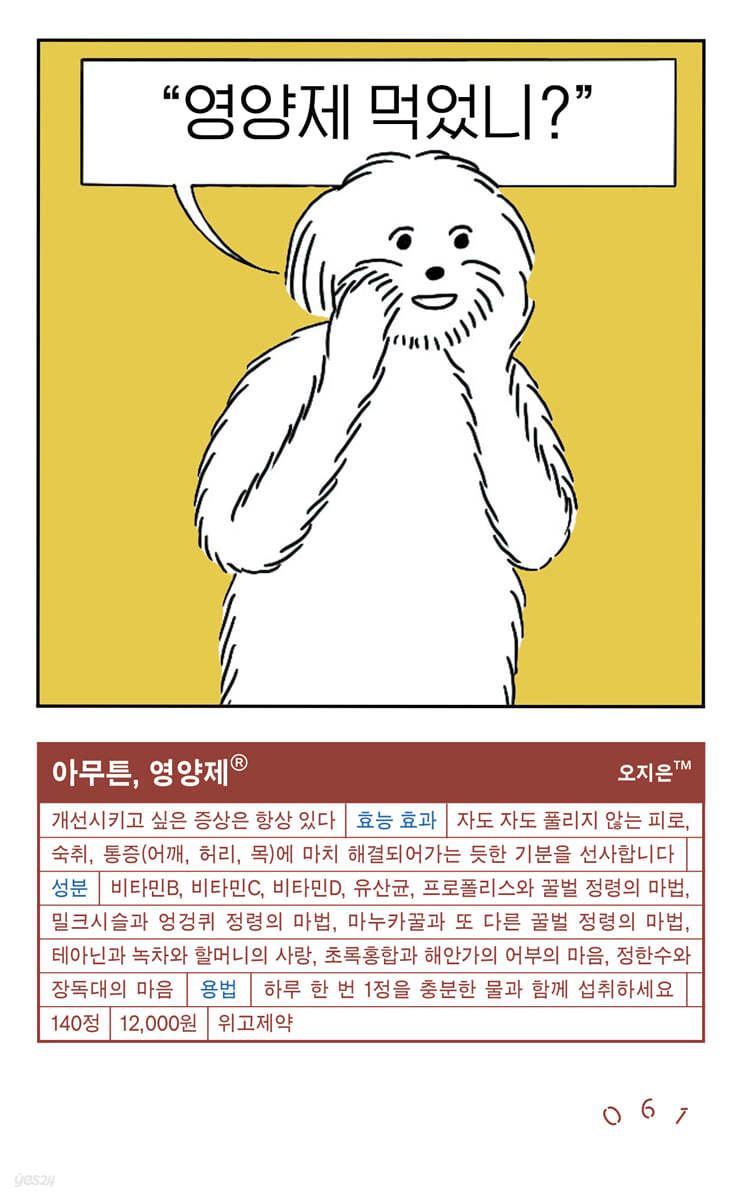 “영양제 먹었니?”
아무튼, 영양제® 오지은™
개선시키고 싶은 증상은 항상 있다 효능 효과 자도 자도 풀리지 않는 피로,
숙취, 통증(어깨, 허리, 목)에 마치 해결되어가는 듯한 기분을 선사합니다
성분 비타민B, 비타민C, 비타민D, 유산균, 프로폴리스와 꿀벌 정령의 마법,
밀크시슬과 엉겅퀴 정령의 마법, 마누카꿀과 또 다른 꿀벌 정령의 마법,
테아닌과 녹차와 할머니의 사랑, 초록홍합과 해안가의 어부의 마음, 정한수와
장독대의 마음 용법 하루 한 번 1정을 충분한 물과 함께 섭취하세요
140정 12,000원 위고제약
061
yes24